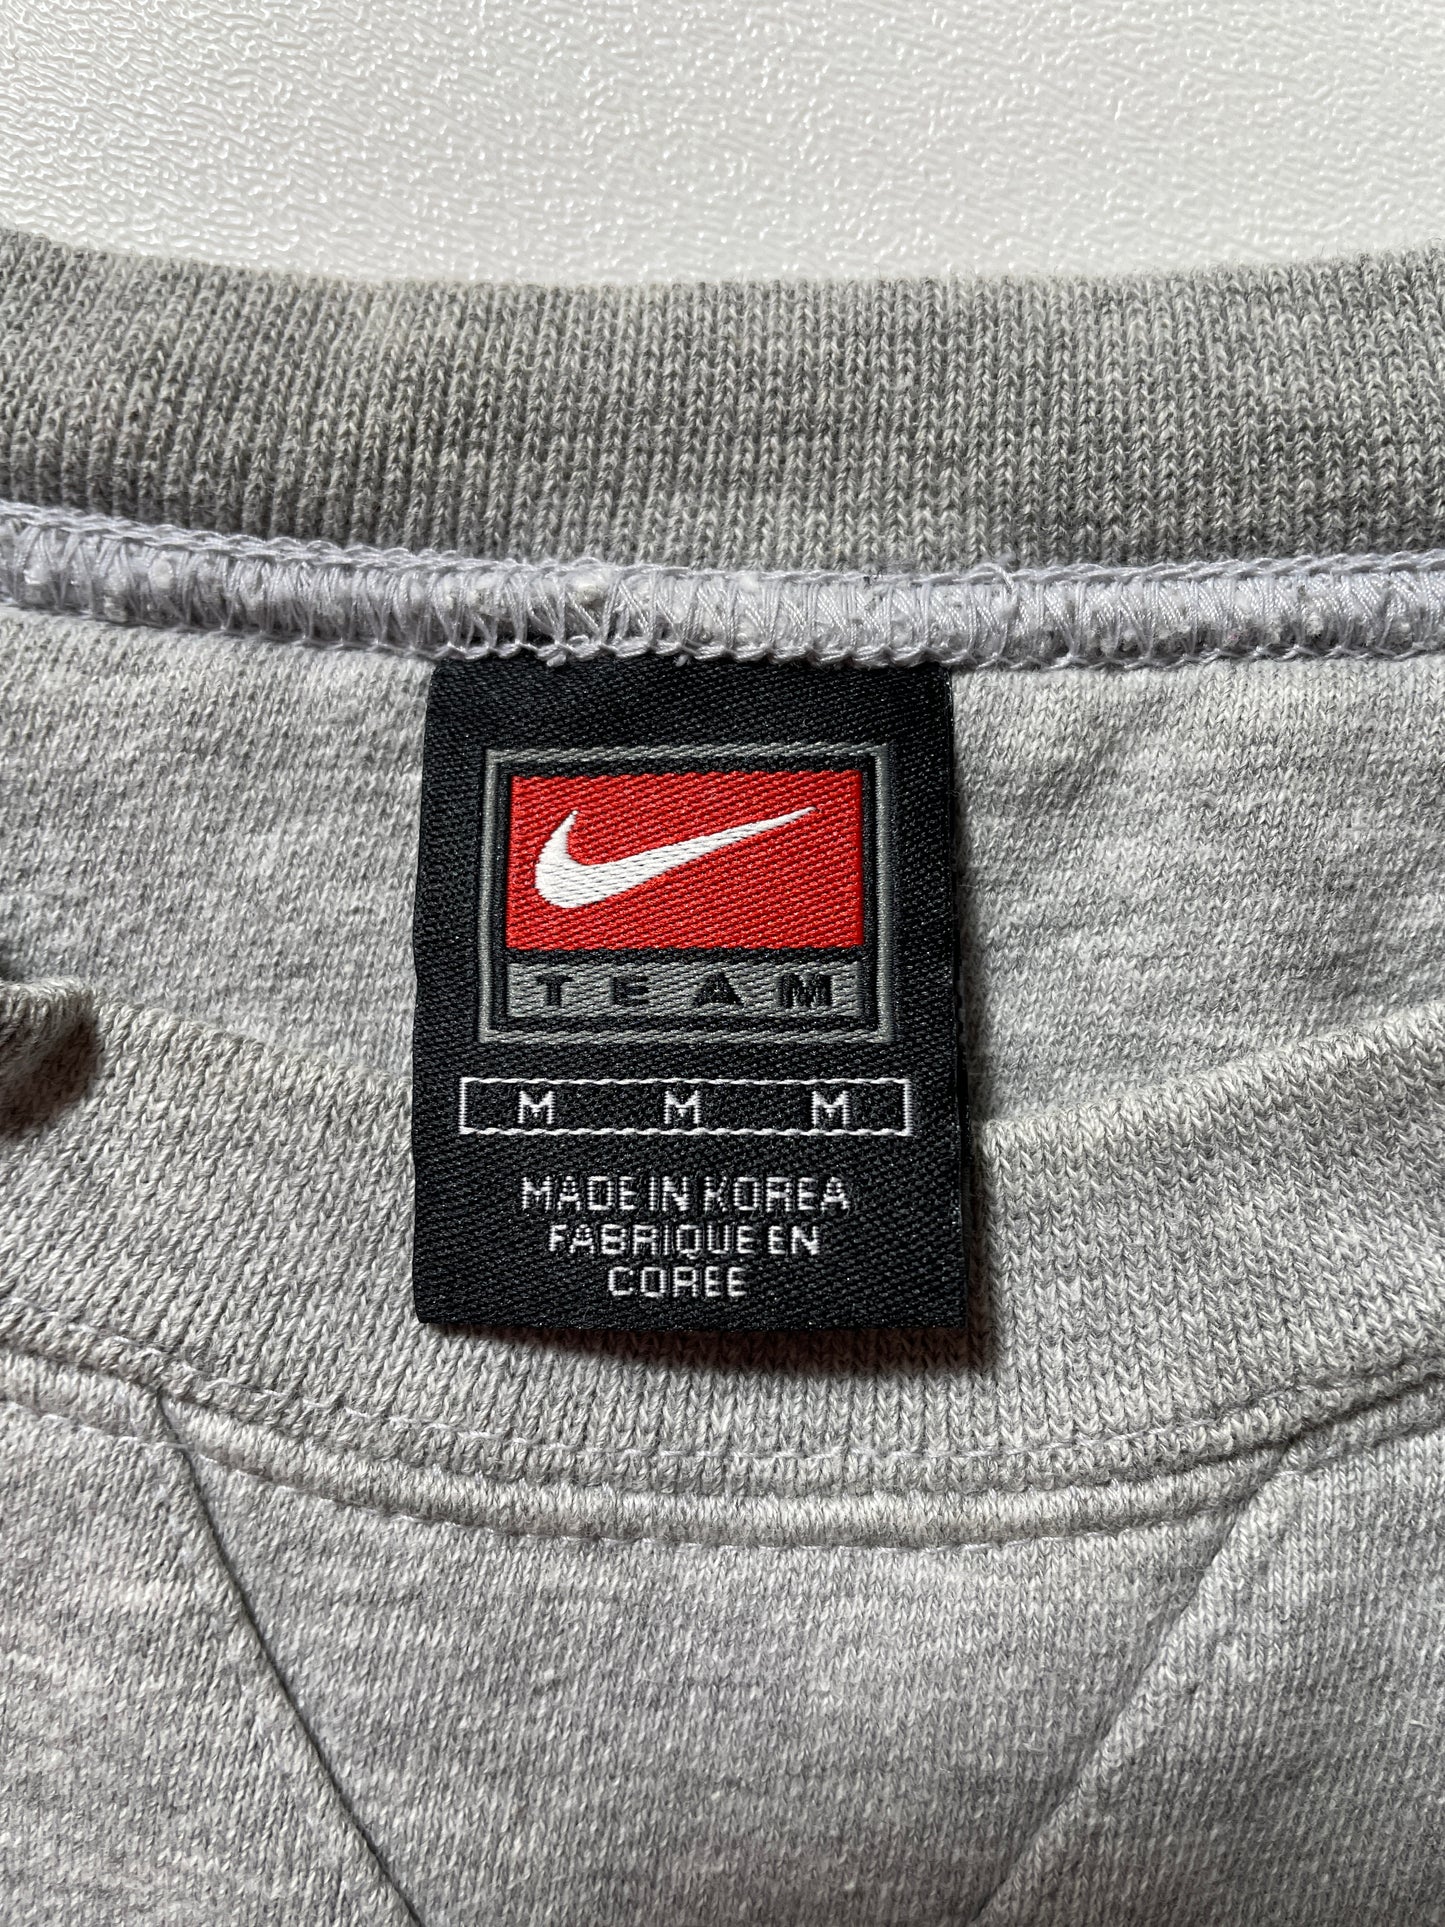 TEAM
M M M
MADE IN KOREA
FABRIQUE EN
COREE